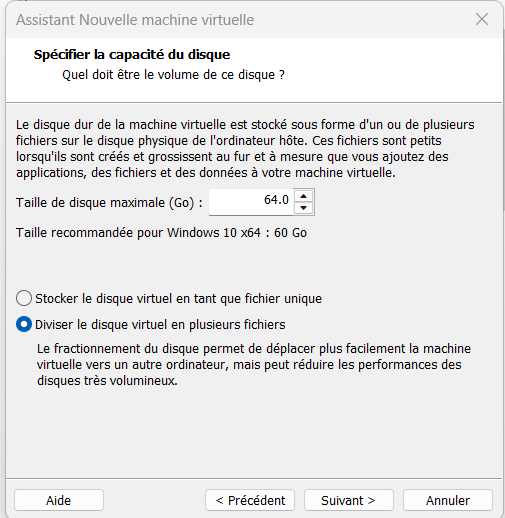 Assistant Nouvelle machine virtuelle
Spécifier la capacité du disque
Quel doit être le volume de ce disque ?
Le disque dur de la machine virtuelle est stocké sous forme d'un ou de plusieurs
fichiers sur le disque physique de l'ordinateur hôte. Ces fichiers sont petits
lorsqu'ils sont créés et grossissent au fur et à mesure que vous ajoutez des
applications, des fichiers et des données à votre machine virtuelle.
Taille de disque maximale (Go) : 64.0
Taille recommandée pour Windows 10 x64 : 60 Go
Stocker le disque virtuel en tant que fichier unique
Diviser le disque virtuel en plusieurs fichiers
Le fractionnement du disque permet de déplacer plus facilement la machine
virtuelle vers un autre ordinateur, mais peut réduire les performances des
disques très volumineux.
Aide < Précédent Suivant > Annuler